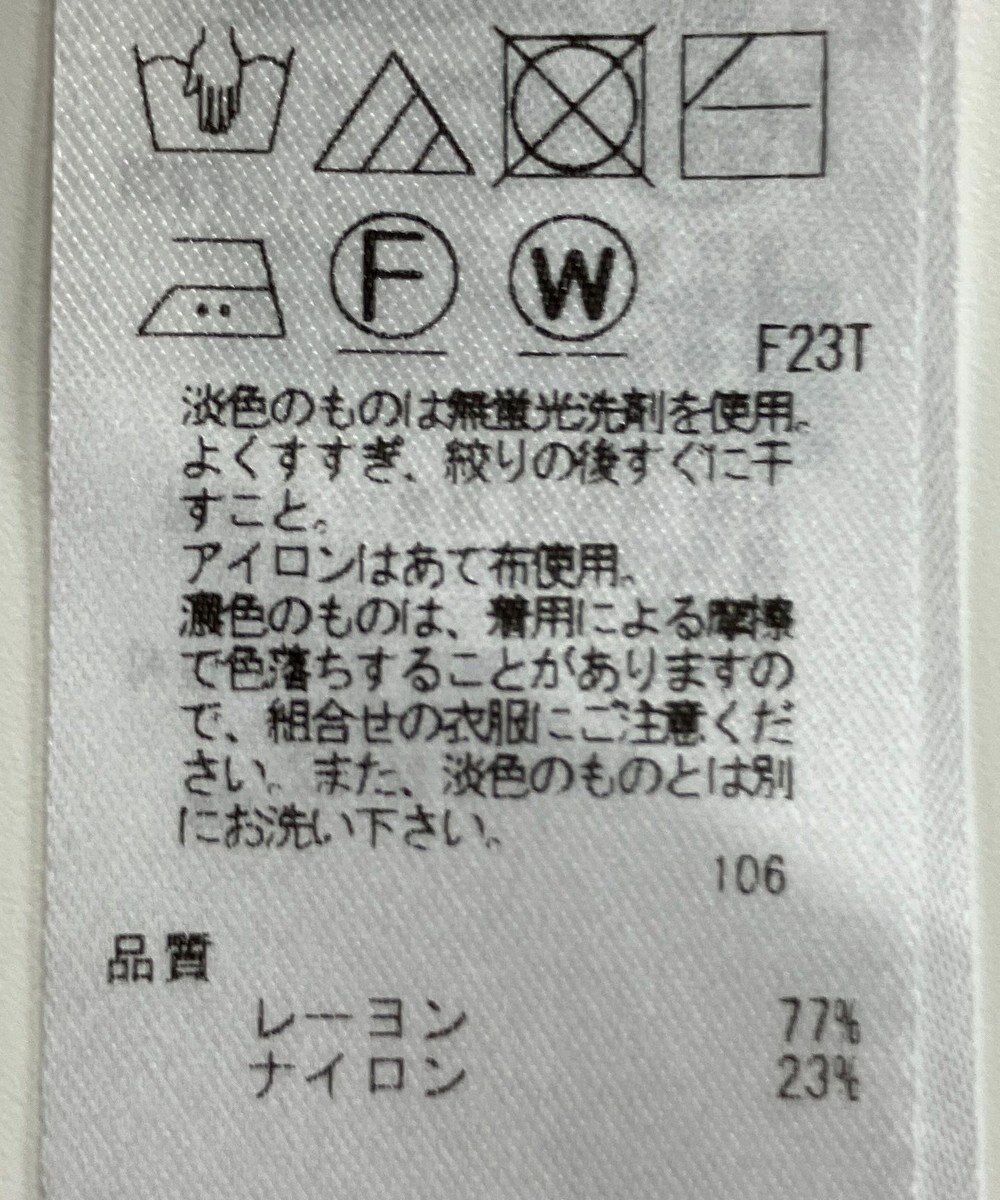 F
W
F23T
淡色のものは無蛍光洗剤を使用。
よくすすぎ、絞りの後すぐに干
すこと。
アイロンはあて布使用。
濃色のものは、着用による摩擦
で色落ちすることがありますの
で、組合せの衣服にご注意くだ
さい。また、淡色のものとは別
にお洗い下さい。
106
品質
レーヨン 77%
ナイロン 23%